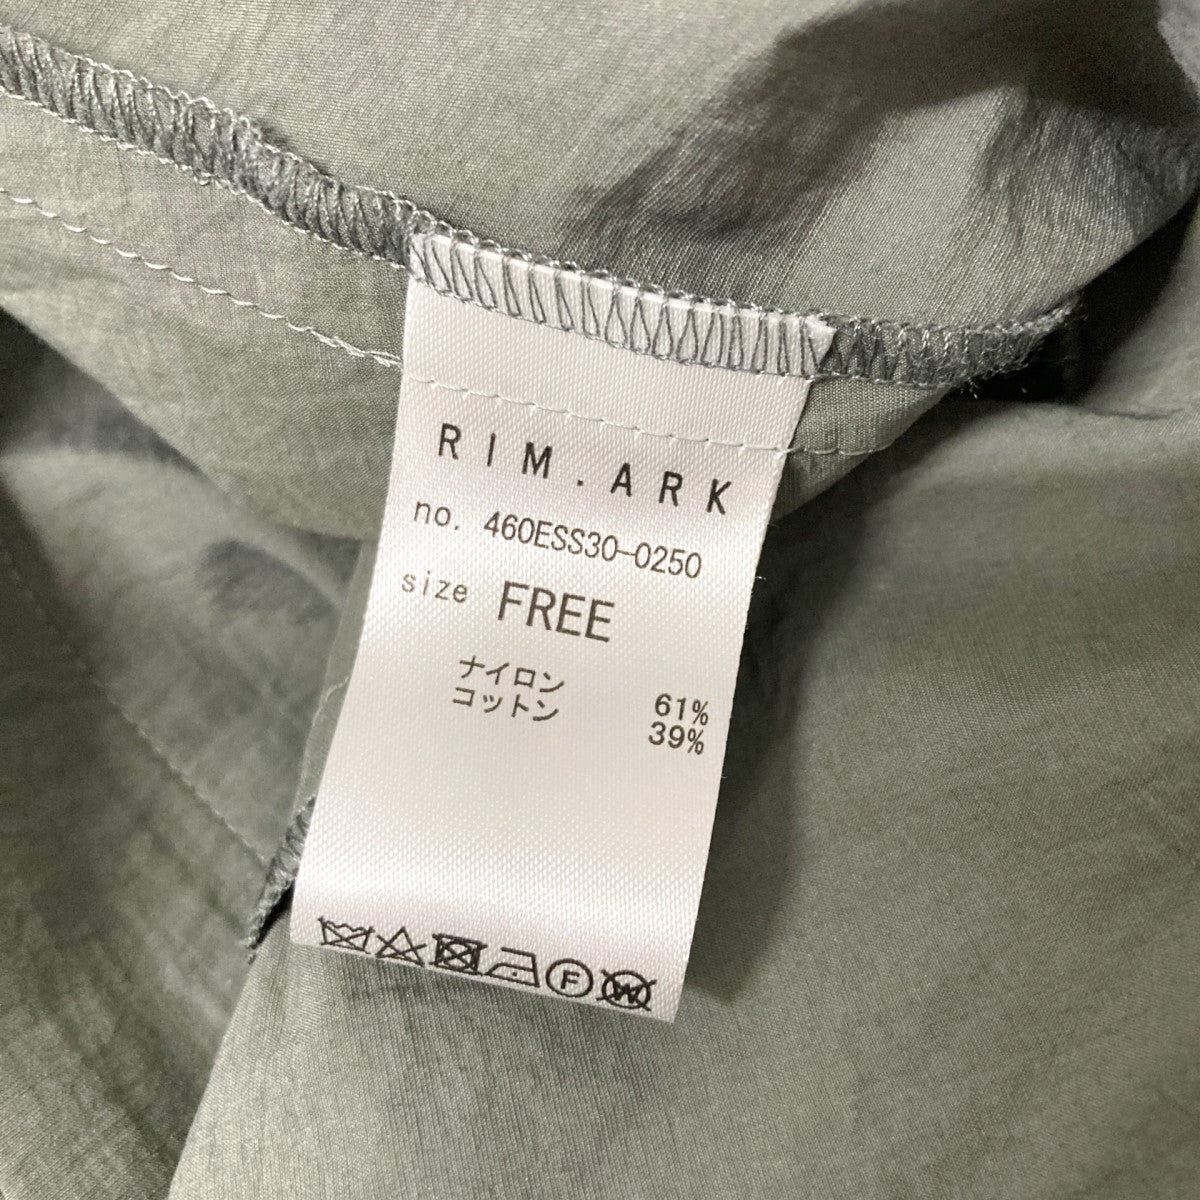 RIM.ARK
no. 460ESS30-0250
size FREE
ナイロン 61%
コットン 39%
F W